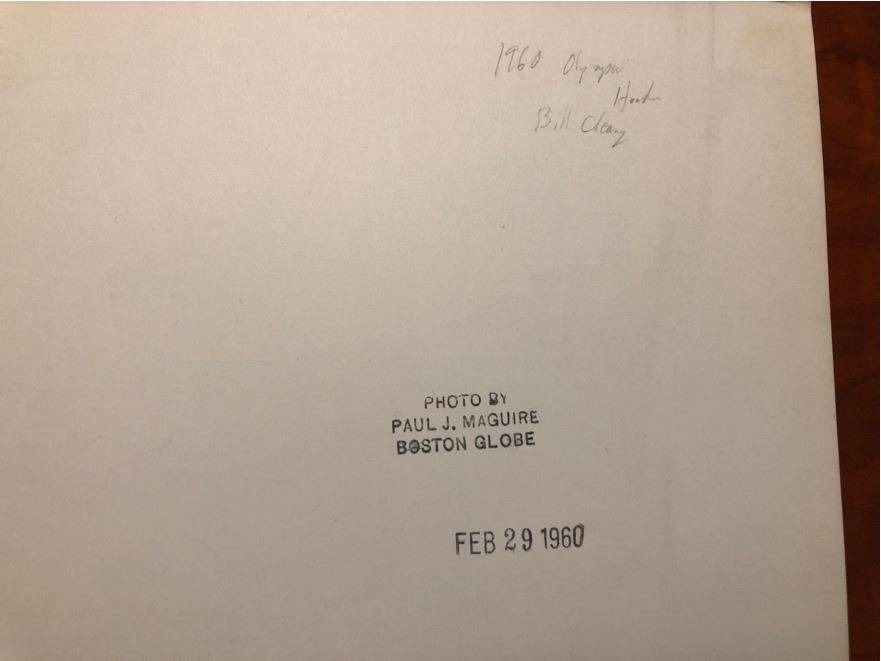 1960 Olympic
Hockey
Bill Cleary
PHOTO BY
PAUL J. MAGUIRE
BOSTON GLOBE
FEB 29 1960